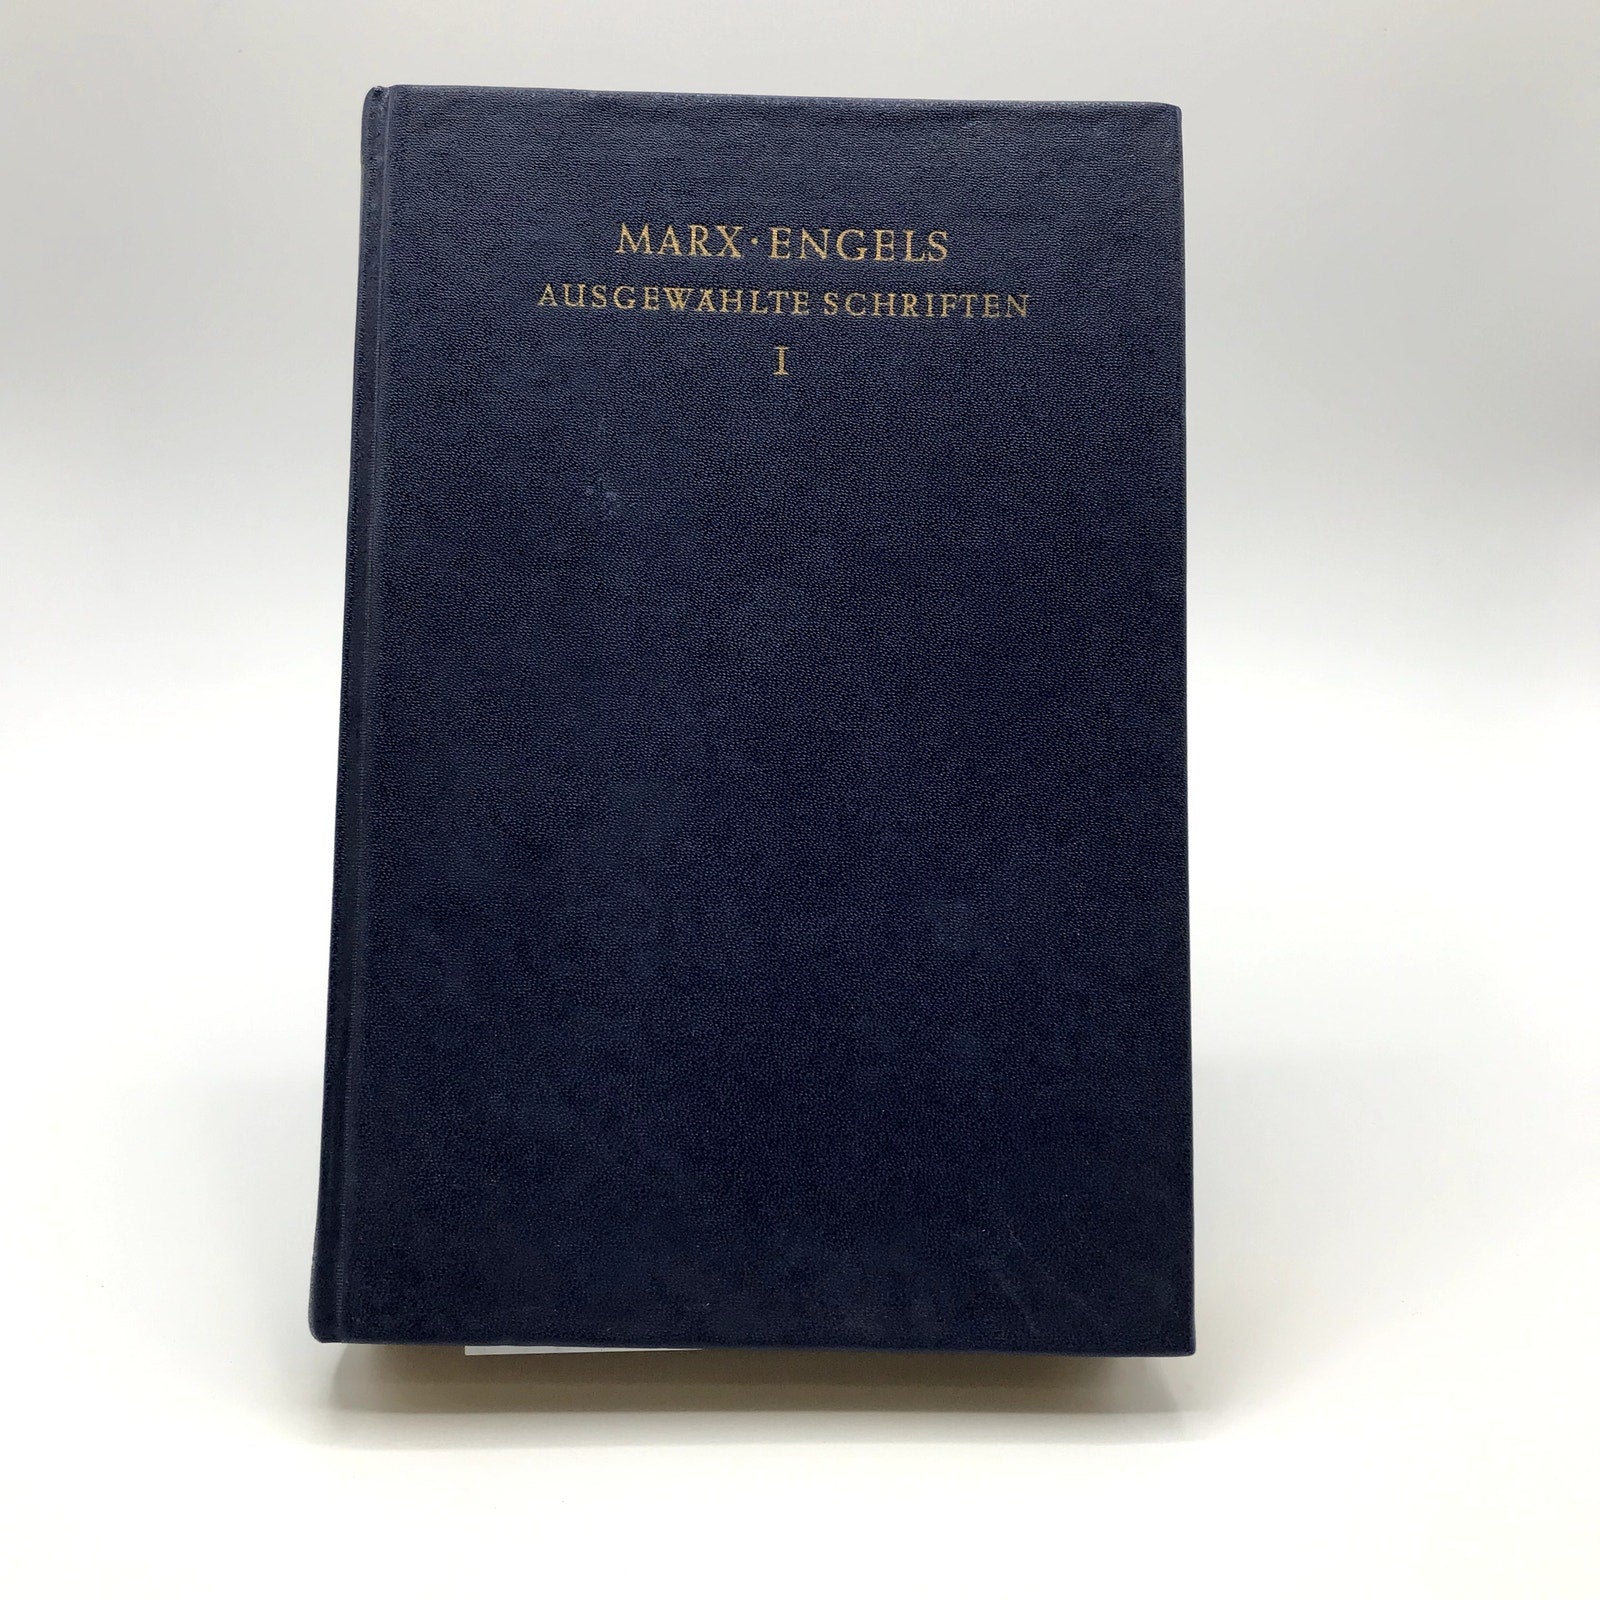 MARX · ENGELS
AUSGEWÄHLTE SCHRIFTEN
I